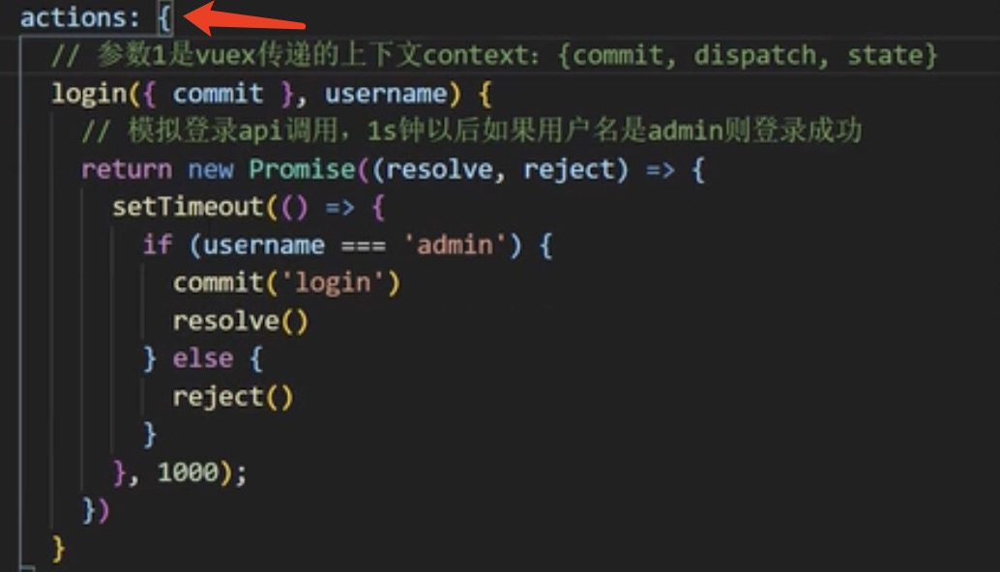 actions: {
// 参数1是vuex传递的上下文context：{commit, dispatch, state}
login({ commit }, username) {
// 模拟登录api调用，1s钟以后如果用户名是admin则登录成功
return new Promise((resolve, reject) => {
setTimeout(() => {
if (username === 'admin') {
commit('login')
resolve()
} else {
reject()
}
}, 1000);
})
}